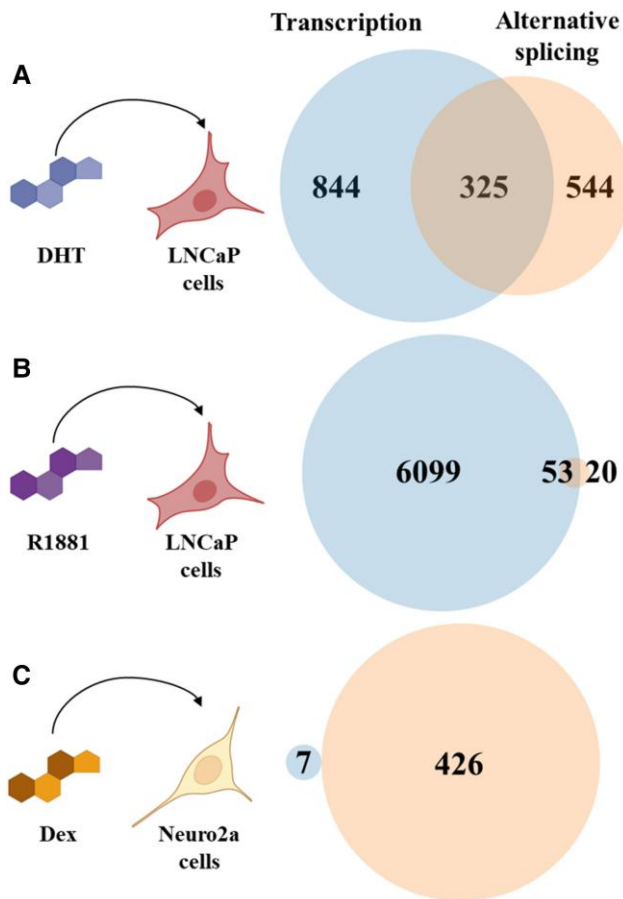 Transcription
Alternative
splicing
A
844
325
544
DHT
LNCaP
cells
B
6099
53
20
R1881
LNCaP
cells
C
7
426
Dex
Neuro2a
cells